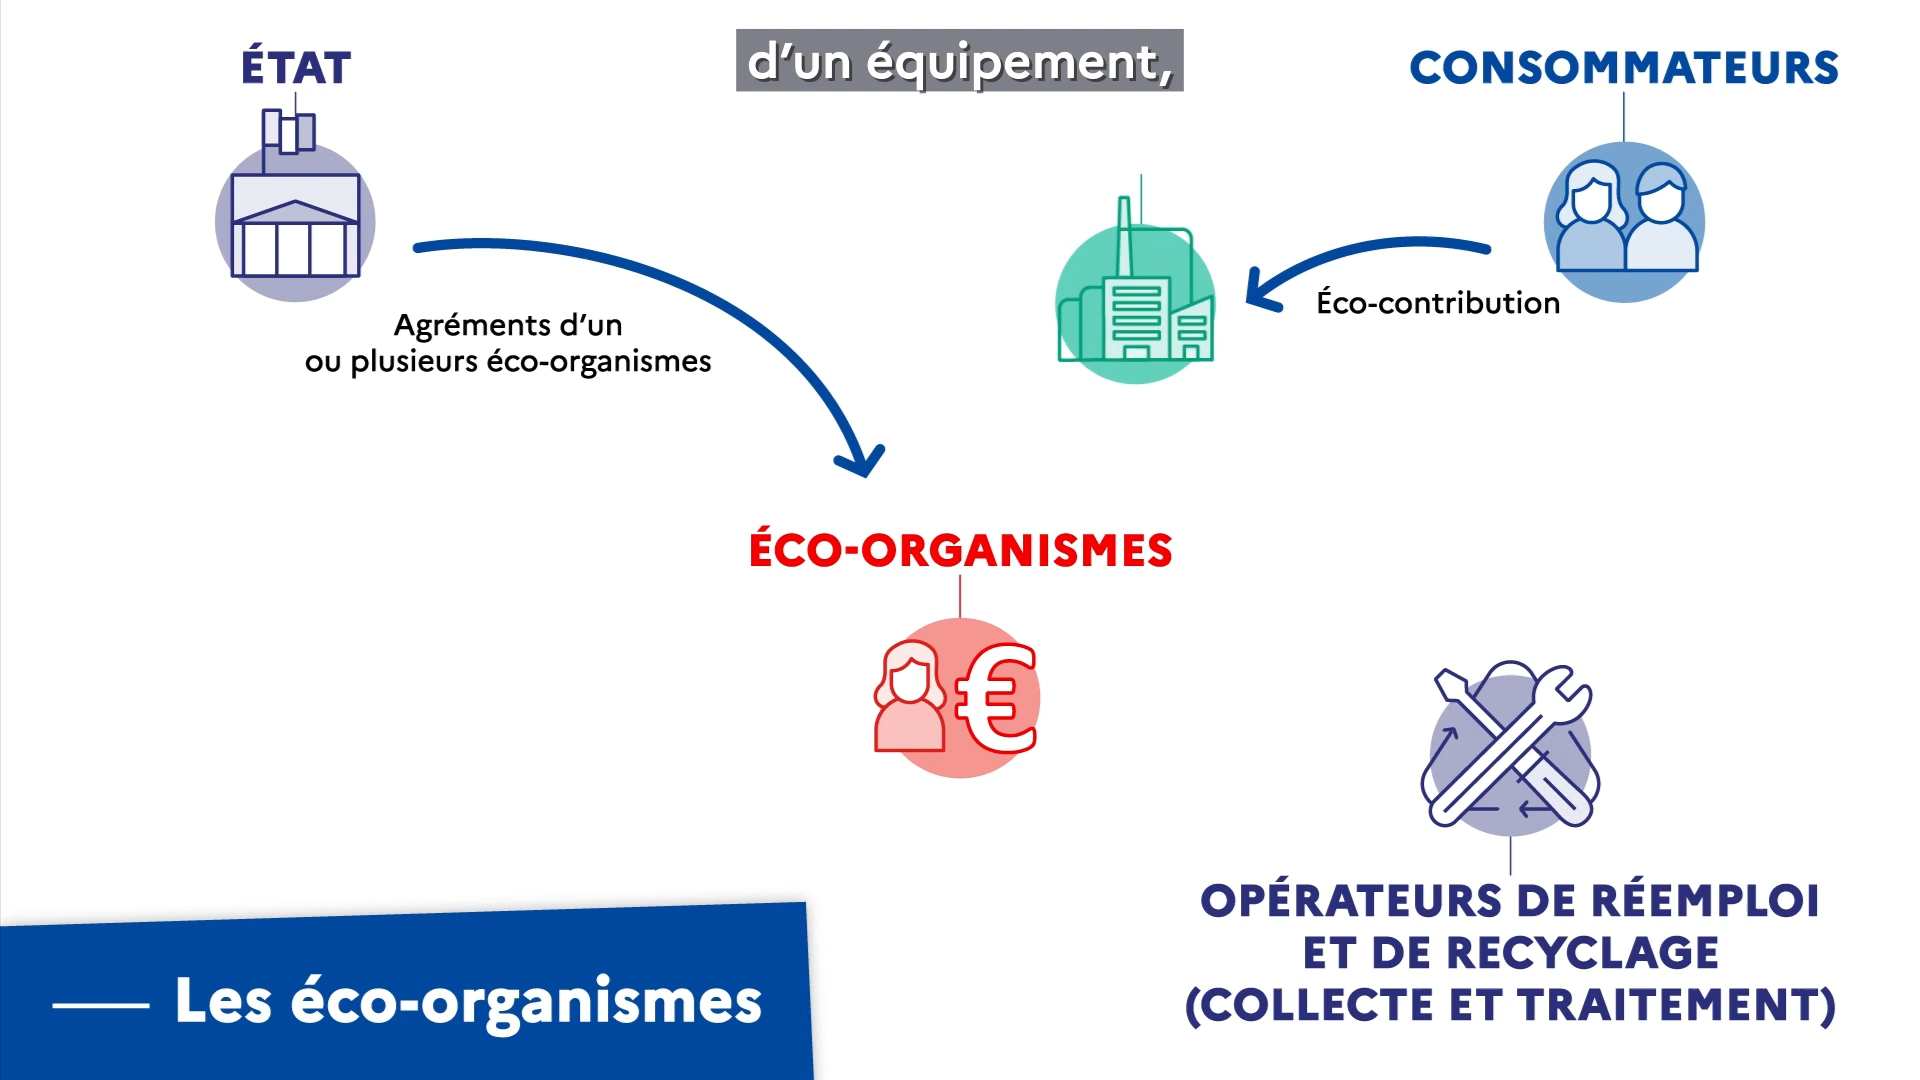 ÉTAT
d'un équipement,
CONSOMMATEURS
Éco-contribution
Agréments d'un
ou plusieurs éco-organismes
ÉCO-ORGANISMES
€
OPÉRATEURS DE RÉEMPLOI
ET DE RECYCLAGE
(COLLECTE ET TRAITEMENT)
Les éco-organismes